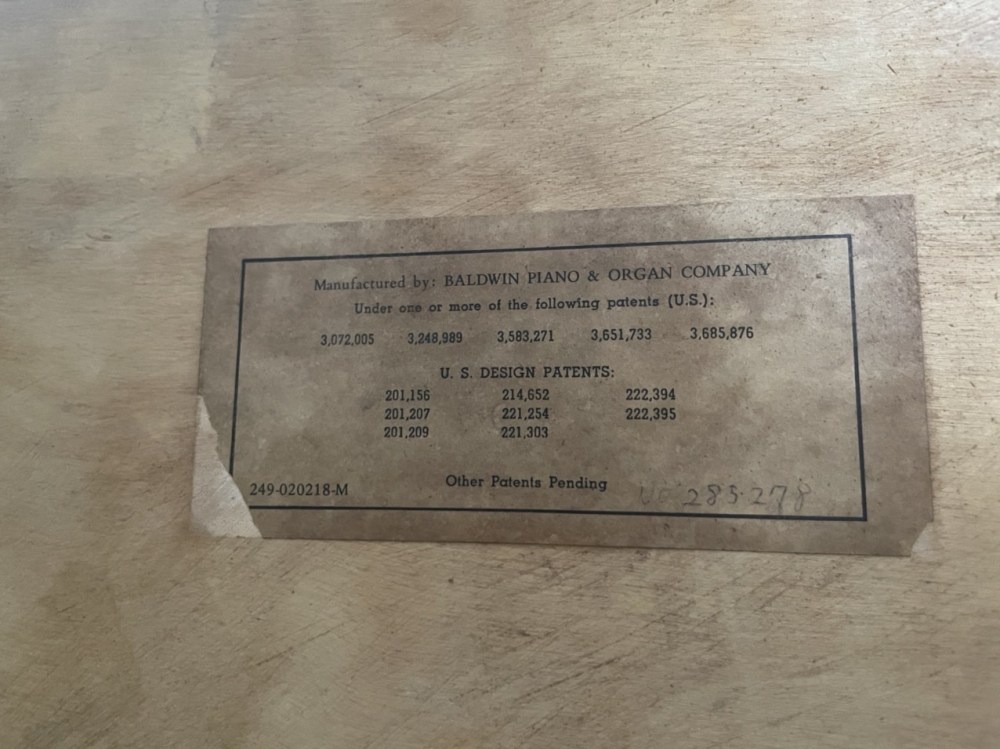 Manufactured by: BALDWIN PIANO & ORGAN COMPANY
Under one or more of the following patents (U.S.):
3,072,005 3,248,989 3,583,271 3,651,733 3,685,876
U. S. DESIGN PATENTS:
201,156 214,652 222,394
201,207 221,254 222,395
201,209 221,303
Other Patents Pending
249-020218-M